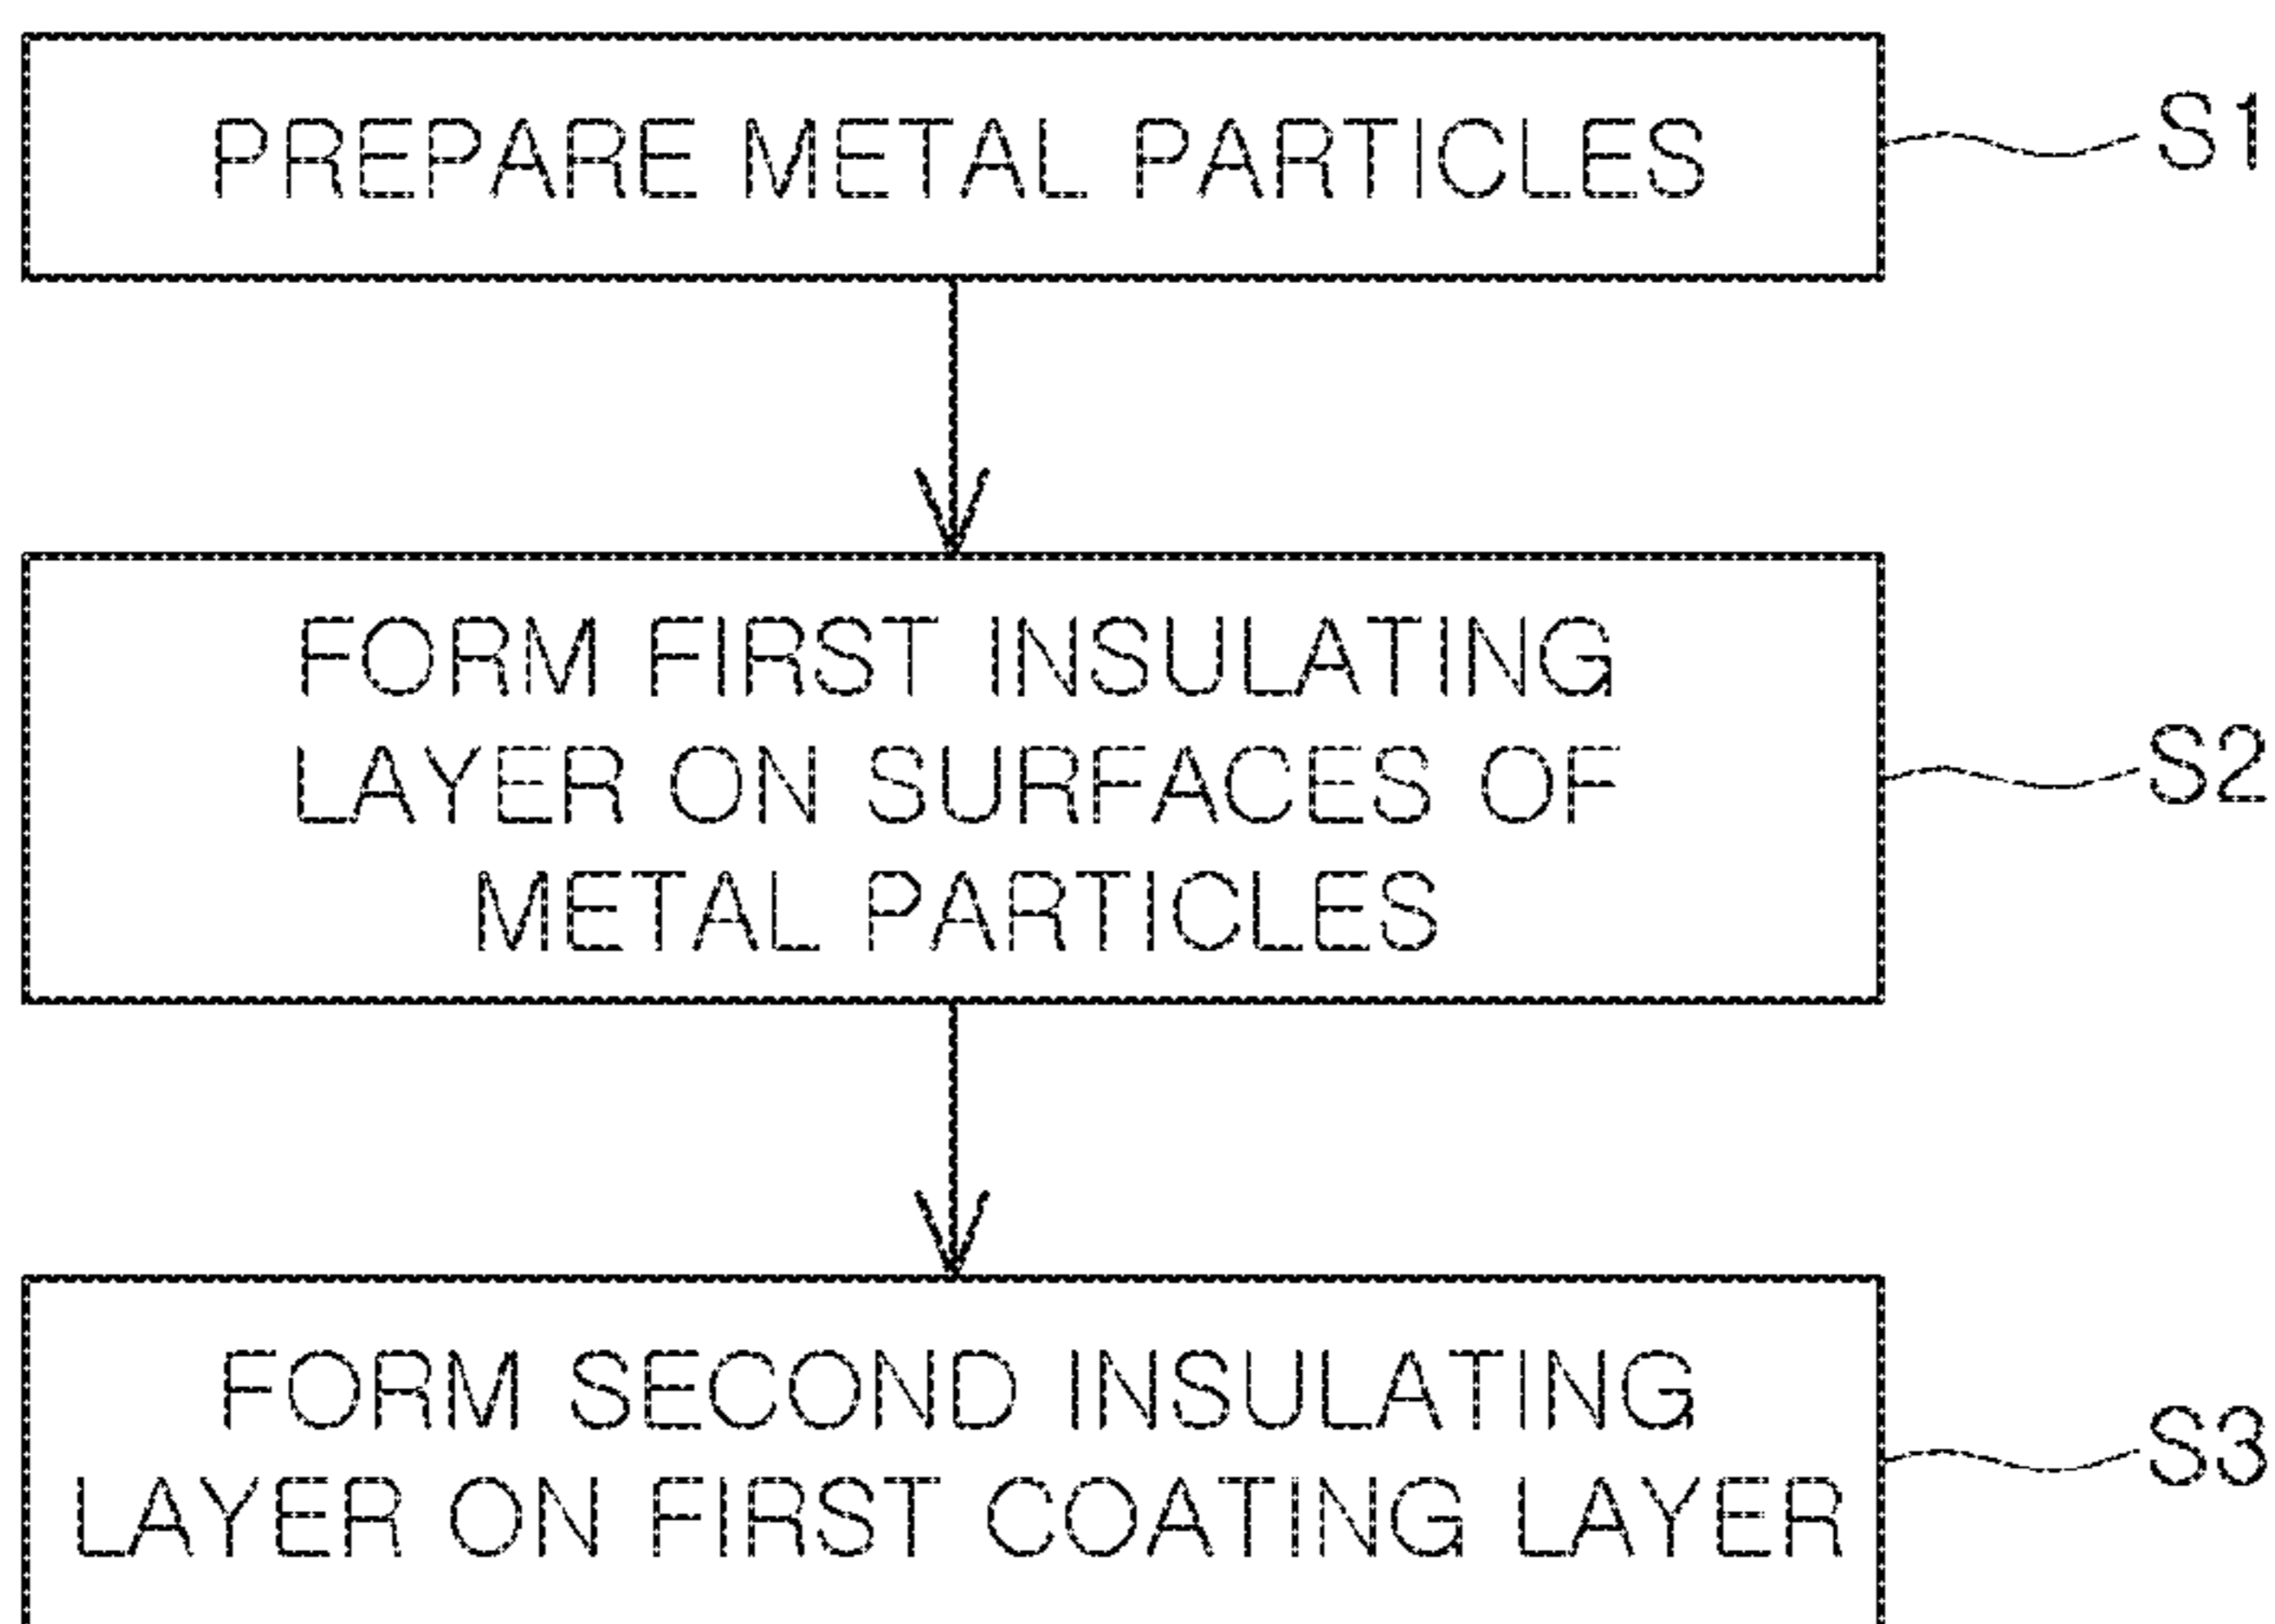 PREPARE METAL PARTICLES
S1
FORM FIRST INSULATING
LAYER ON SURFACES OF
METAL PARTICLES
S2
FORM SECOND INSULATING
LAYER ON FIRST COATING LAYER
S3